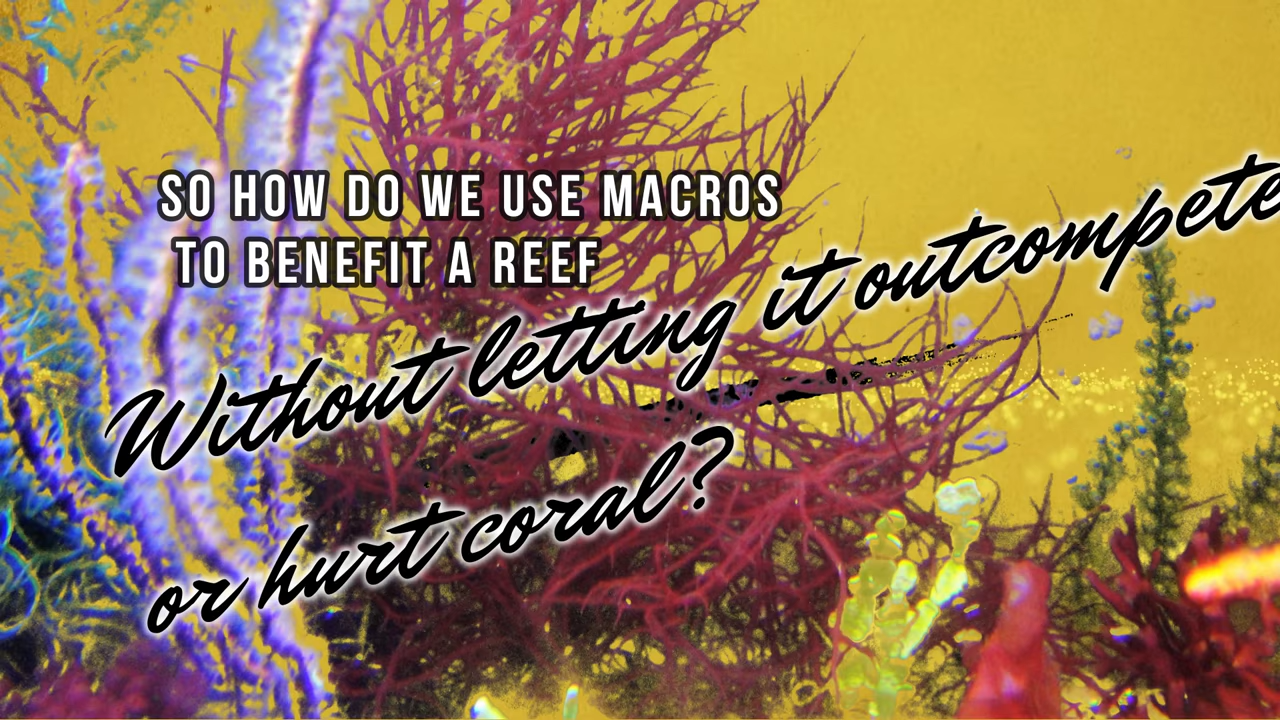 SO HOW DO WE USE MACROS
TO BENEFIT A REEF
Without letting it outcompete
or hurt coral?